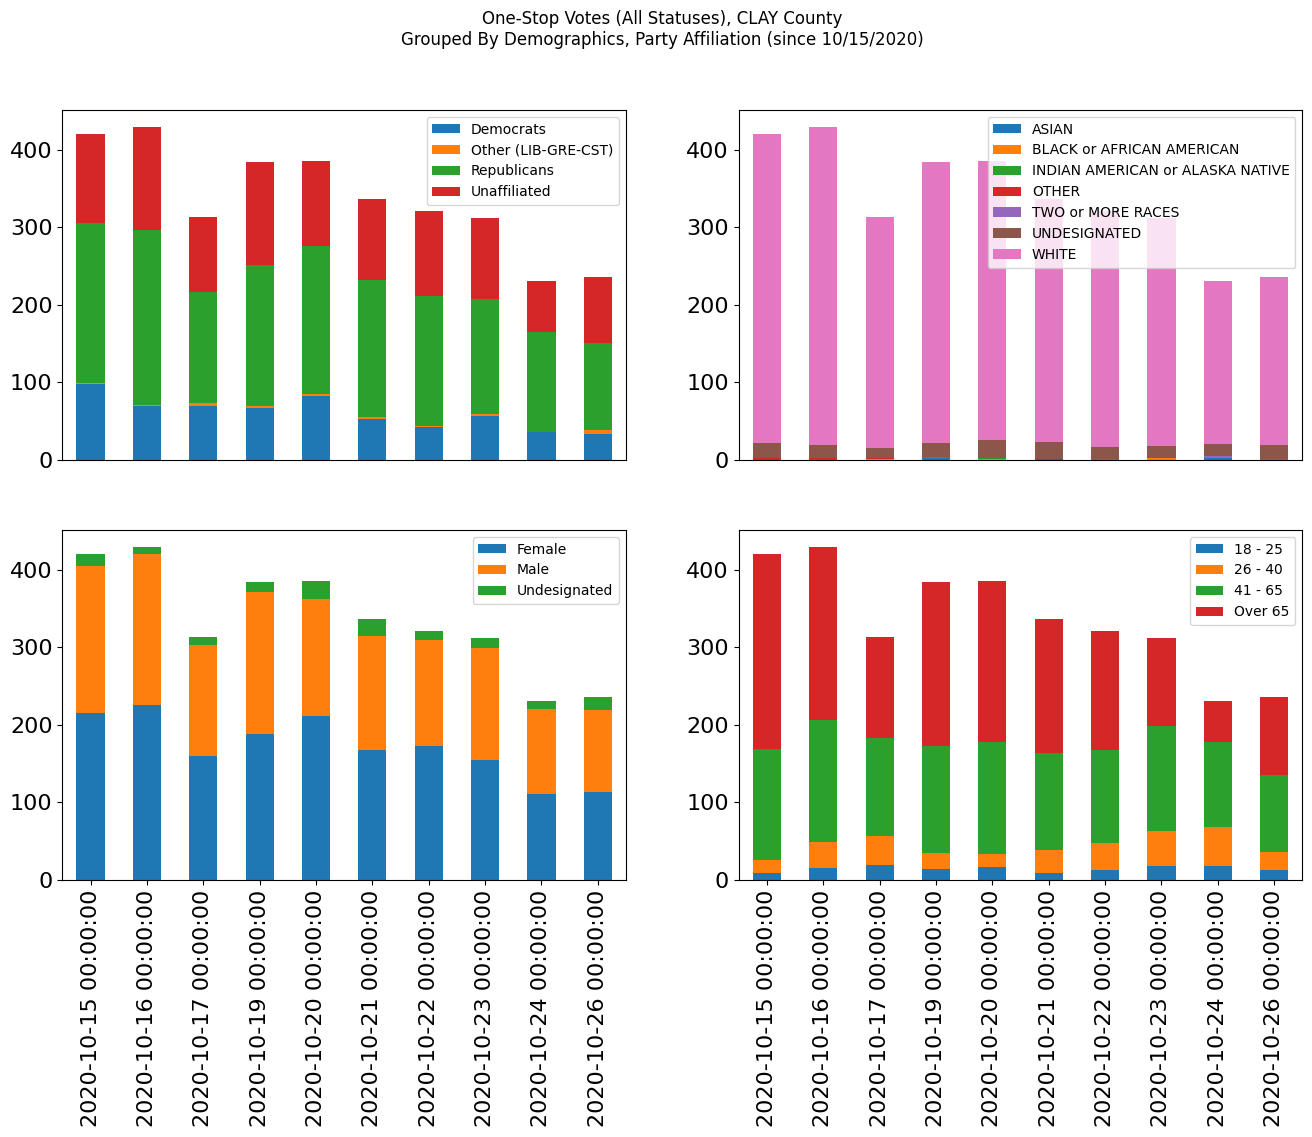 One-Stop Votes (All Statuses), CLAY County
Grouped By Demographics, Party Affiliation (since 10/15/2020)
400
300
200
100
0
Democrats
Other (LIB-GRE-CST)
Republicans
Unaffiliated
400
300
200
100
0
ASIAN
BLACK or AFRICAN AMERICAN
INDIAN AMERICAN or ALASKA NATIVE
OTHER
TWO or MORE RACES
UNDESIGNATED
WHITE
400
300
200
100
0
Female
Male
Undesignated
2020-10-15 00:00:00
2020-10-16 00:00:00
2020-10-17 00:00:00
2020-10-19 00:00:00
2020-10-20 00:00:00
2020-10-21 00:00:00
2020-10-22 00:00:00
2020-10-23 00:00:00
2020-10-24 00:00:00
2020-10-26 00:00:00
400
300
200
100
0
18 - 25
26 - 40
41 - 65
Over 65
2020-10-15 00:00:00
2020-10-16 00:00:00
2020-10-17 00:00:00
2020-10-19 00:00:00
2020-10-20 00:00:00
2020-10-21 00:00:00
2020-10-22 00:00:00
2020-10-23 00:00:00
2020-10-24 00:00:00
2020-10-26 00:00:00